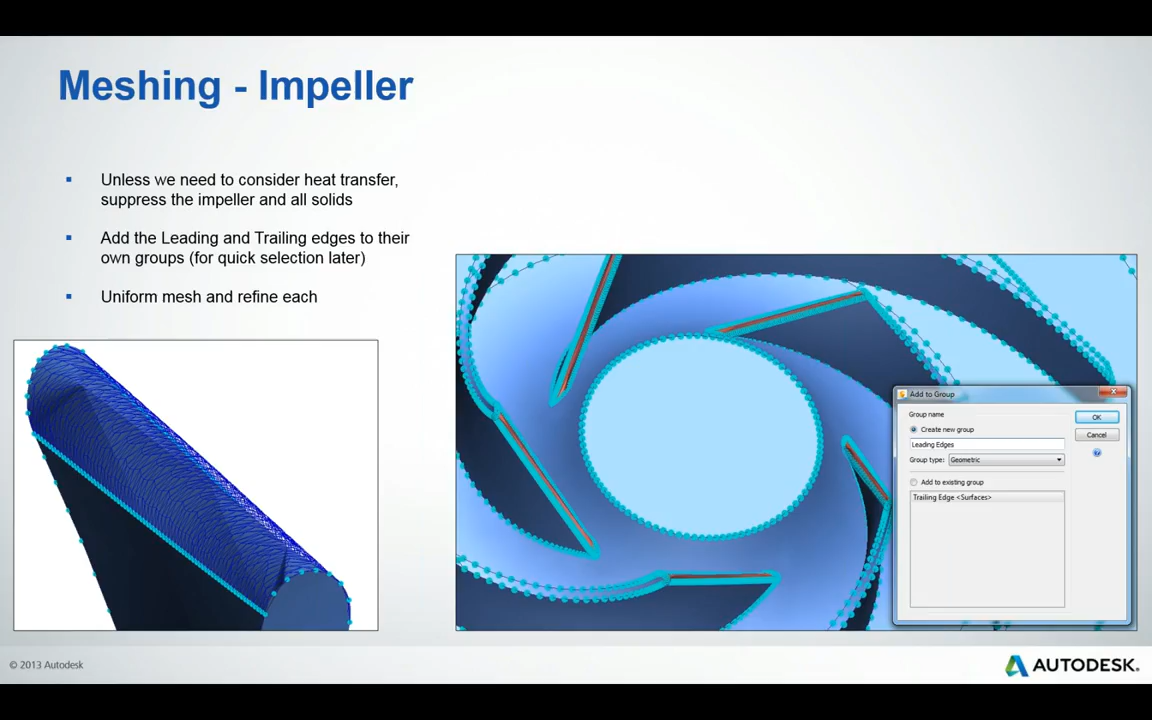 Meshing - Impeller
Unless we need to consider heat transfer,
suppress the impeller and all solids
Add the Leading and Trailing edges to their
own groups (for quick selection later)
Uniform mesh and refine each
Add to Group
Group name
OK
Create new group
Cancel
Leading Edges
Group type: Geometric
Add to existing group
Trailing Edge <Surfaces>
© 2013 Autodesk
AUTODESK.